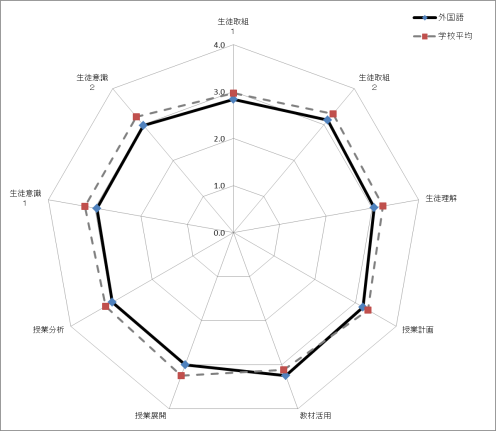 生徒取組
1
外国語
学校平均
4.0
生徒意識
2
生徒取組
2
3.0
2.0
1.0
生徒意識
1
生徒理解
0.0
授業分析
授業計画
授業展開
教材活用